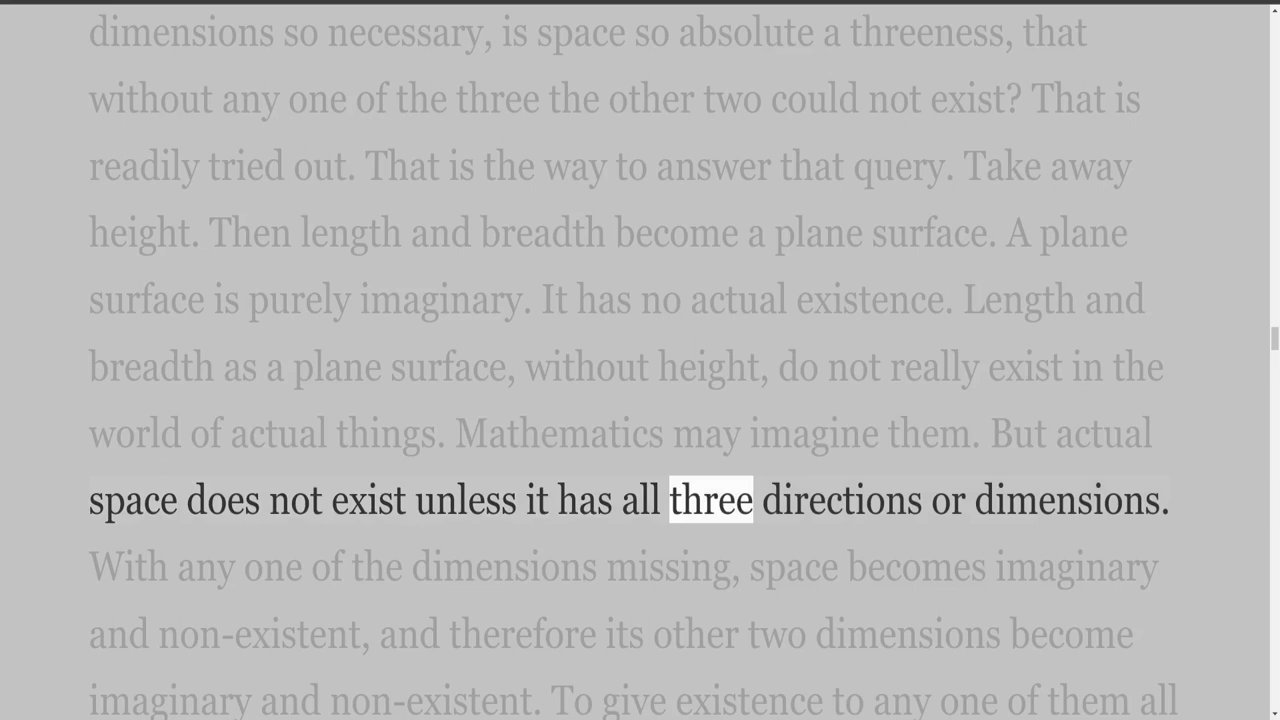 dimensions so necessary, is space so absolute a threeness, that
without any one of the three the other two could not exist? That is
readily tried out. That is the way to answer that query. Take away
height. Then length and breadth become a plane surface. A plane
surface is purely imaginary. It has no actual existence. Length and
breadth as a plane surface, without height, do not really exist in the
world of actual things. Mathematics may imagine them. But actual
space does not exist unless it has all three directions or dimensions.
With any one of the dimensions missing, space becomes imaginary
and non-existent, and therefore its other two dimensions become
imaginary and non-existent. To give existence to any one of them all